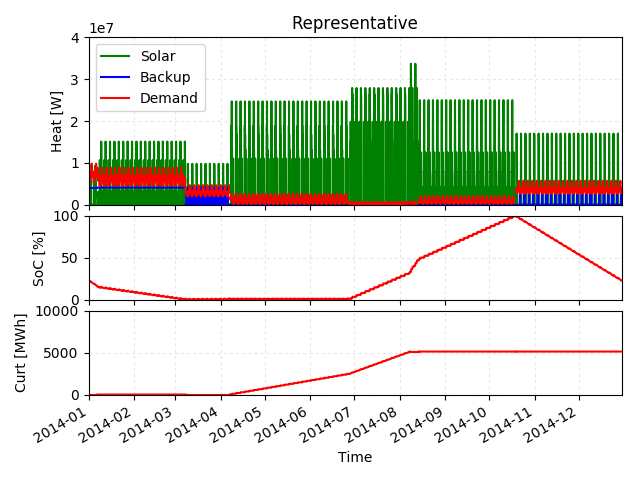 Representative
1e7
4
3
2
1
0
Heat [W]
Solar
Backup
Demand
100
50
0
SoC [%]
10000
5000
0
Curt [MWh]
2014-01
2014-02
2014-03
2014-04
2014-05
2014-06
2014-07
2014-08
2014-09
2014-10
2014-11
2014-12
Time